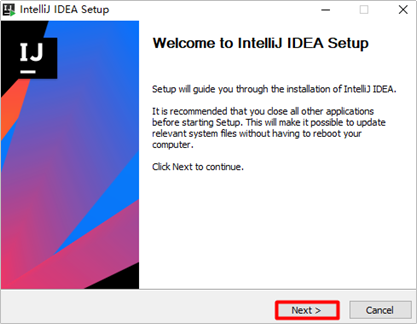 IntelliJ IDEA Setup
IJ
Welcome to IntelliJ IDEA Setup
Setup will guide you through the installation of IntelliJ IDEA.
It is recommended that you close all other applications
before starting Setup. This will make it possible to update
relevant system files without having to reboot your
computer.
Click Next to continue.
Next >
Cancel